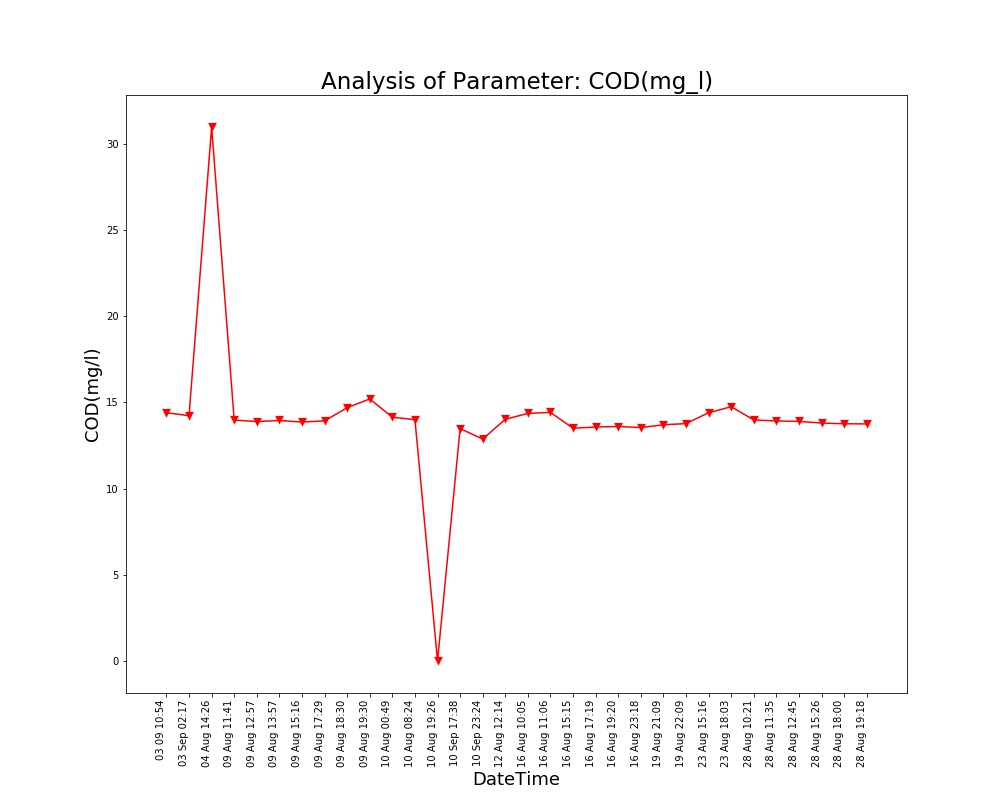 Analysis of Parameter: COD(mg_l)
COD(mg/l)
30
25
20
15
10
5
0
03 09 10:54
03 Sep 02:17
04 Aug 14:26
09 Aug 11:41
09 Aug 12:57
09 Aug 13:57
09 Aug 15:16
09 Aug 17:29
09 Aug 18:30
09 Aug 19:30
10 Aug 00:49
10 Aug 08:24
10 Aug 19:26
10 Sep 17:38
10 Sep 23:24
12 Aug 12:14
16 Aug 10:05
16 Aug 11:06
16 Aug 15:15
16 Aug 17:19
16 Aug 19:20
16 Aug 23:18
19 Aug 21:09
19 Aug 22:09
23 Aug 15:16
23 Aug 18:03
28 Aug 10:21
28 Aug 11:35
28 Aug 12:45
28 Aug 15:26
28 Aug 18:00
28 Aug 19:18
DateTime